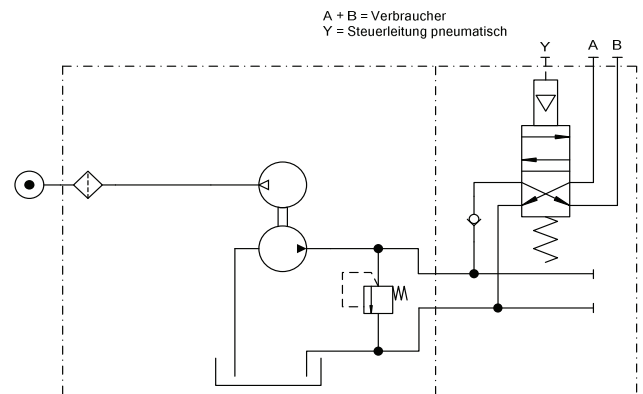 A + B = Verbraucher
Y = Steuerleitung pneumatisch
Y A B